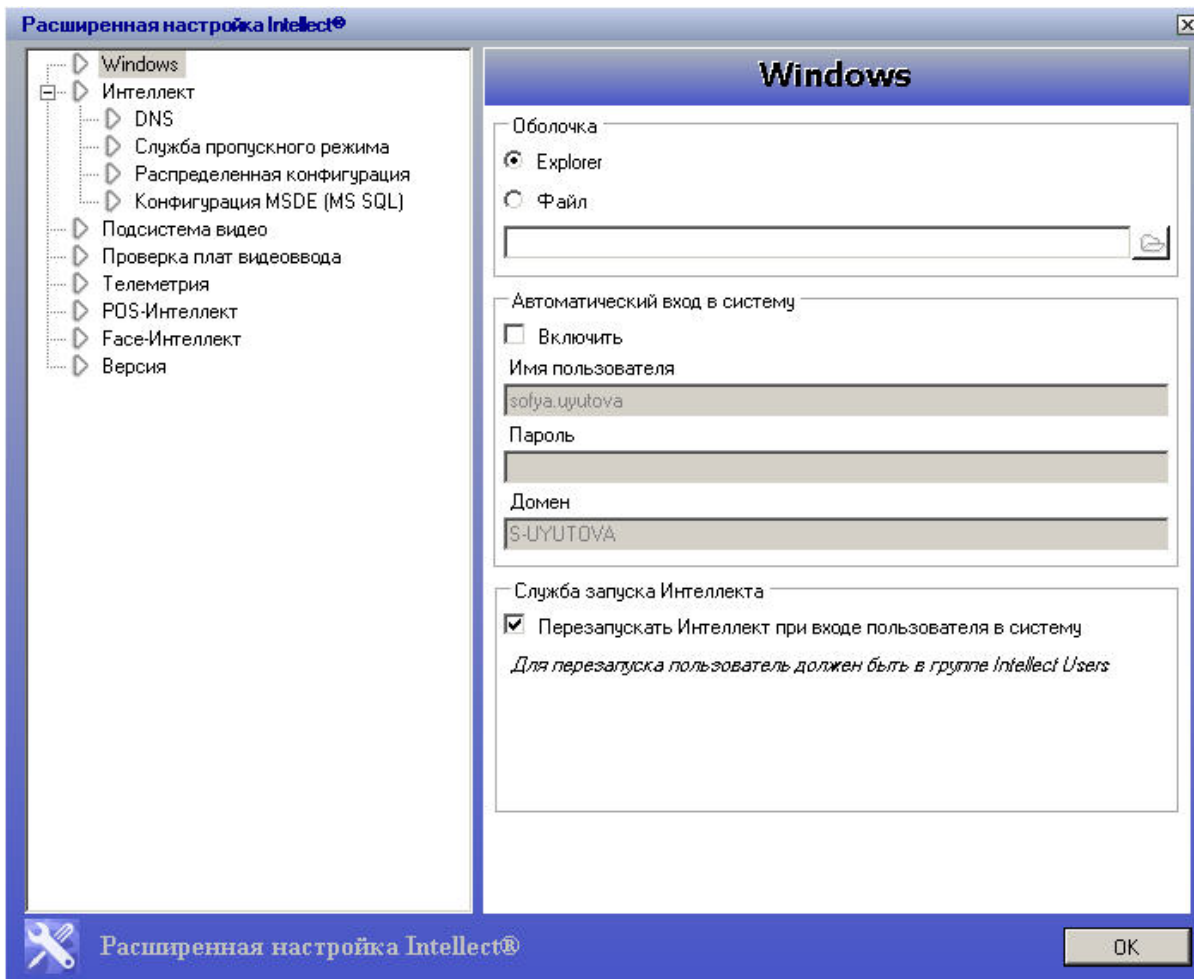 Расширенная настройка Intellect®
Windows
Интеллект
DNS
Служба пропускного режима
Распределенная конфигурация
Конфигурация MSDE (MS SQL)
Подсистема видео
Проверка плат видеоввода
Телеметрия
POS-Интеллект
Face-Интеллект
Версия
Windows
Оболочка
Explorer
Файл
Автоматический вход в систему
Включить
Имя пользователя
sofya.uyutova
Пароль
Домен
S-UYUTOVA
Служба запуска Интеллекта
Перезапускать Интеллект при входе пользователя в систему
Для перезапуска пользователь должен быть в группе Intellect Users
Расширенная настройка Intellect®
OK